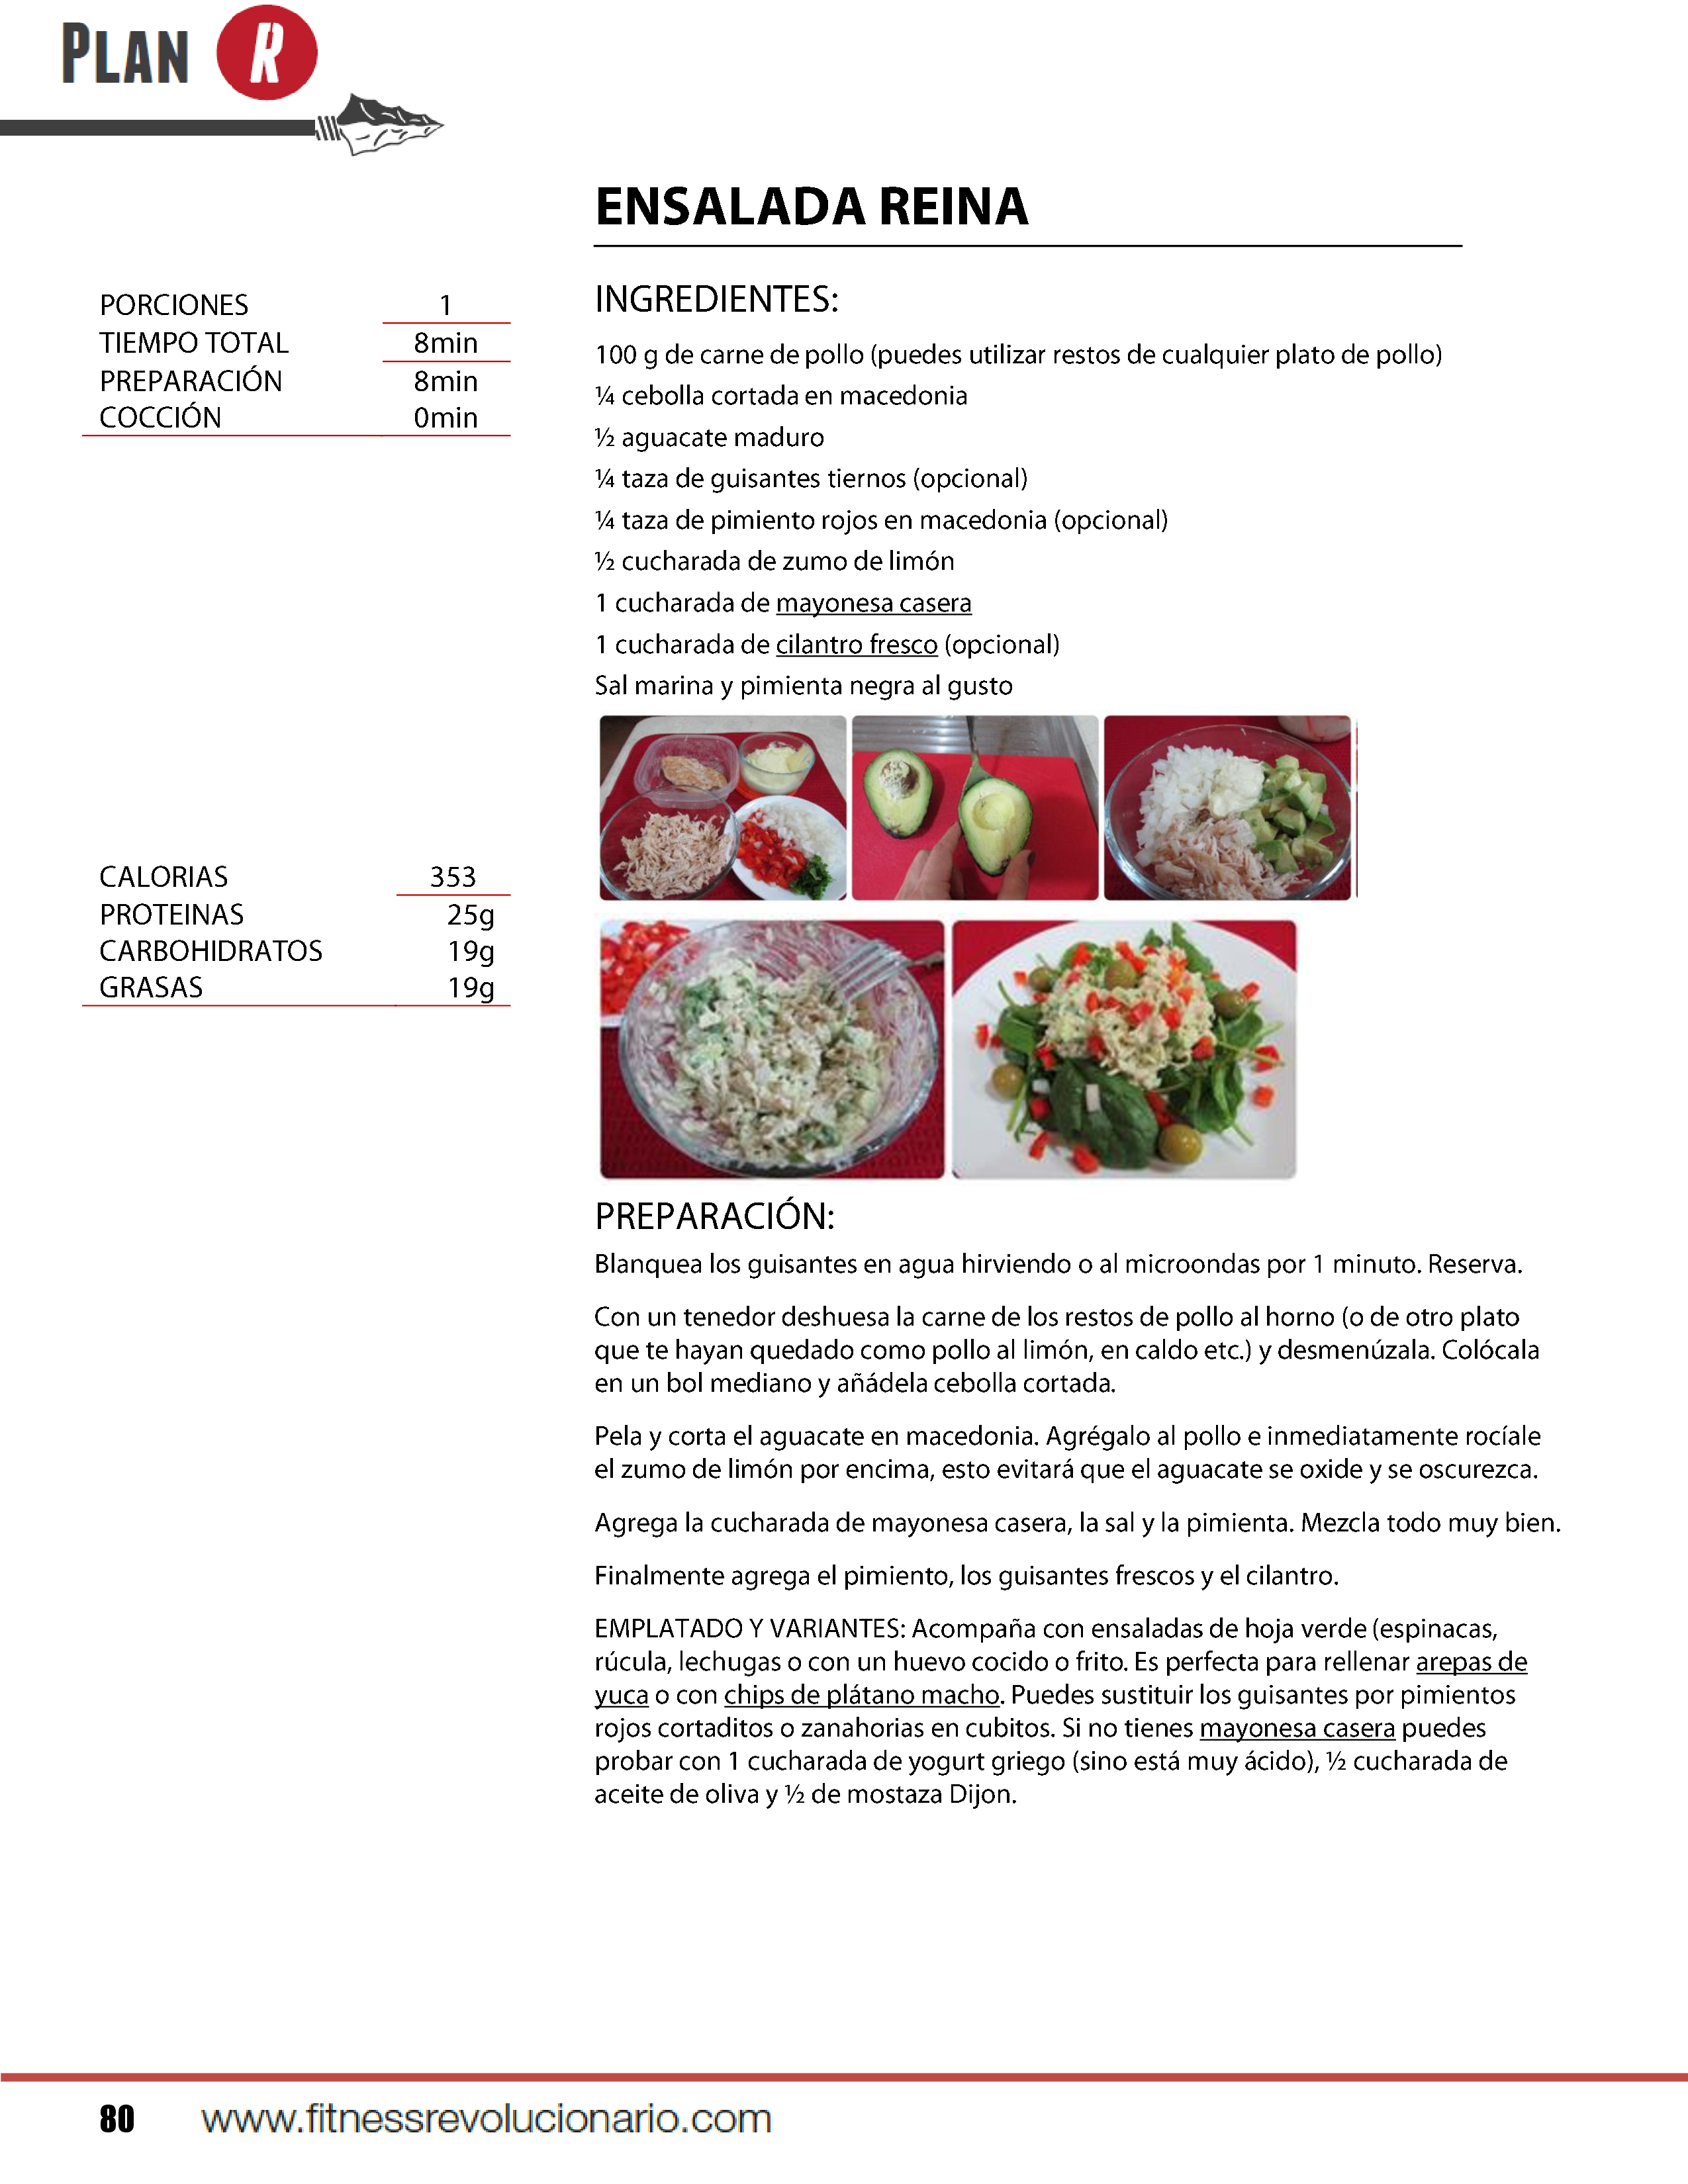 PLAN R
ENSALADA REINA
PORCIONES 1
TIEMPO TOTAL 8min
PREPARACIÓN 8min
COCCIÓN 0min
CALORIAS 353
PROTEINAS 25g
CARBOHIDRATOS 19g
GRASAS 19g
INGREDIENTES:
100 g de carne de pollo (puedes utilizar restos de cualquier plato de pollo)
¼ cebolla cortada en macedonia
½ aguacate maduro
¼ taza de guisantes tiernos (opcional)
¼ taza de pimiento rojos en macedonia (opcional)
½ cucharada de zumo de limón
1 cucharada de mayonesa casera
1 cucharada de cilantro fresco (opcional)
Sal marina y pimienta negra al gusto
PREPARACIÓN:
Blanquea los guisantes en agua hirviendo o al microondas por 1 minuto. Reserva.
Con un tenedor deshuesa la carne de los restos de pollo al horno (o de otro plato
que te hayan quedado como pollo al limón, en caldo etc.) y desmenúzala. Colócala
en un bol mediano y añádela cebolla cortada.
Pela y corta el aguacate en macedonia. Agrégalo al pollo e inmediatamente rocíale
el zumo de limón por encima, esto evitará que el aguacate se oxide y se oscurezca.
Agrega la cucharada de mayonesa casera, la sal y la pimienta. Mezcla todo muy bien.
Finalmente agrega el pimiento, los guisantes frescos y el cilantro.
EMPLATADO Y VARIANTES: Acompaña con ensaladas de hoja verde (espinacas,
rúcula, lechugas o con un huevo cocido o frito. Es perfecta para rellenar arepas de
yuca o con chips de plátano macho. Puedes sustituir los guisantes por pimientos
rojos cortaditos o zanahorias en cubitos. Si no tienes mayonesa casera puedes
probar con 1 cucharada de yogurt griego (sino está muy ácido), ½ cucharada de
aceite de oliva y ½ de mostaza Dijon.
80 www.fitnessrevolucionario.com